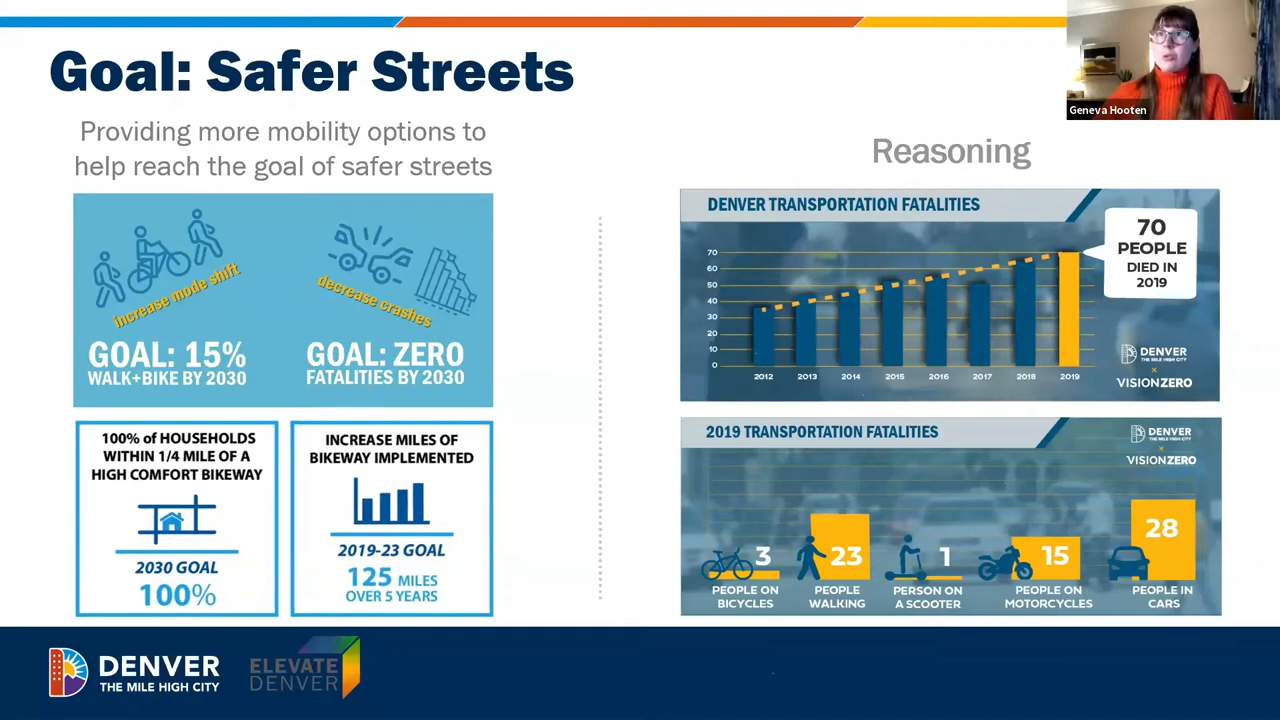 Goal: Safer Streets
Geneva Hooten
Providing more mobility options to
help reach the goal of safer streets
Reasoning
increase mode shift
decrease crashes
GOAL: 15%
WALK+BIKE BY 2030
GOAL: ZERO
FATALITIES BY 2030
100% of HOUSEHOLDS
WITHIN 1/4 MILE OF A
HIGH COMFORT BIKEWAY
2030 GOAL
100%
INCREASE MILES OF
BIKEWAY IMPLEMENTED
2019-23 GOAL
125 MILES
OVER 5 YEARS
DENVER TRANSPORTATION FATALITIES
70
PEOPLE
DIED IN
2019
70
60
50
40
30
20
10
0
2012 2013 2014 2015 2016 2017 2018 2019
DENVER
THE MILE HIGH CITY
×
VISIONZERO
2019 TRANSPORTATION FATALITIES
DENVER
THE MILE HIGH CITY
×
VISIONZERO
3
PEOPLE ON
BICYCLES
23
PEOPLE
WALKING
1
PERSON ON
A SCOOTER
15
PEOPLE ON
MOTORCYCLES
28
PEOPLE IN
CARS
DENVER
THE MILE HIGH CITY
ELEVATE
DENVER